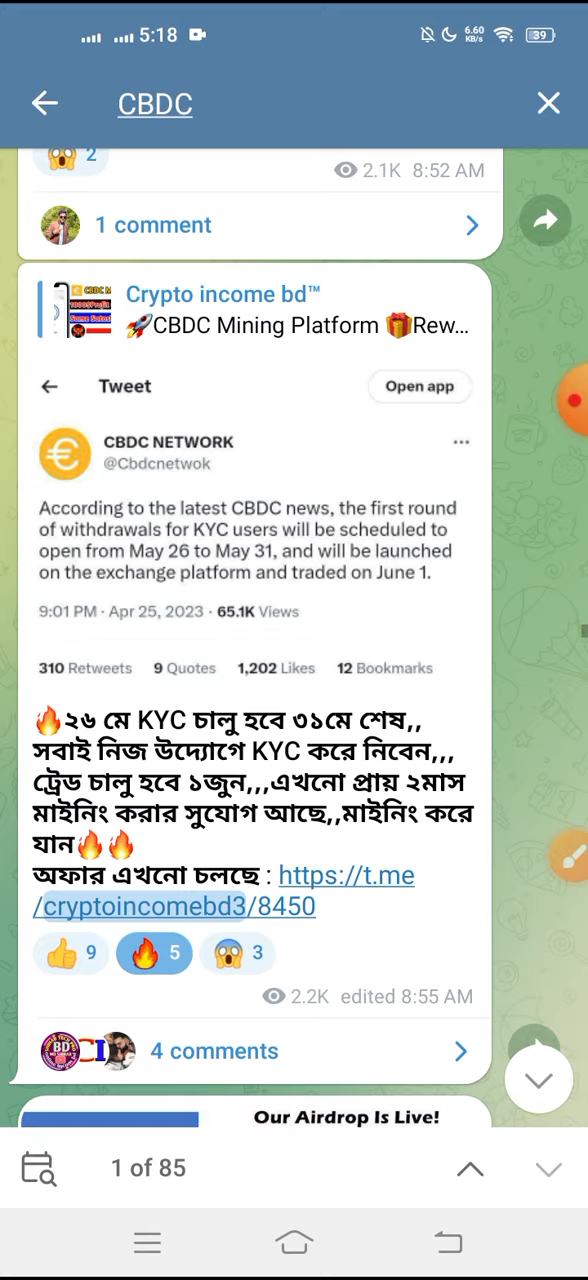 5:18
6.60
KB/s
39
CBDC
2
2.1K 8:52 AM
1 comment
Crypto income bd™
🚀CBDC Mining Platform 🎁Rew...
Tweet
Open app
CBDC NETWORK
@Cbdcnetwok
According to the latest CBDC news, the first round
of withdrawals for KYC users will be scheduled to
open from May 26 to May 31, and will be launched
on the exchange platform and traded on June 1.
9:01 PM · Apr 25, 2023 · 65.1K Views
310 Retweets 9 Quotes 1,202 Likes 12 Bookmarks
🔥২৬ মে KYC চালু হবে ৩১মে শেষ,,
সবাই নিজ উদ্যোগে KYC করে নিবেন,,,
ট্রেড চালু হবে ১জুন,,,এখনো প্রায় ২মাস
মাইনিং করার সুযোগ আছে,,মাইনিং করে
যান🔥🔥
অফার এখনো চলছে : https://t.me
/cryptoincomebd3/8450
👍 9 🔥 5 😱 3
2.2K edited 8:55 AM
4 comments
Our Airdrop Is Live!
1 of 85